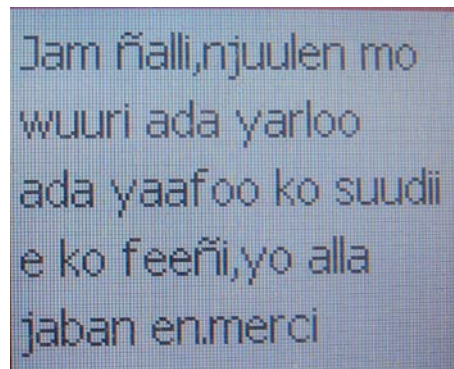 Jam ñalli,njuulen mo
wuuri ada yarloo
ada yaafoo ko suudii
e ko feeñi,yo alla
jaban en.merci